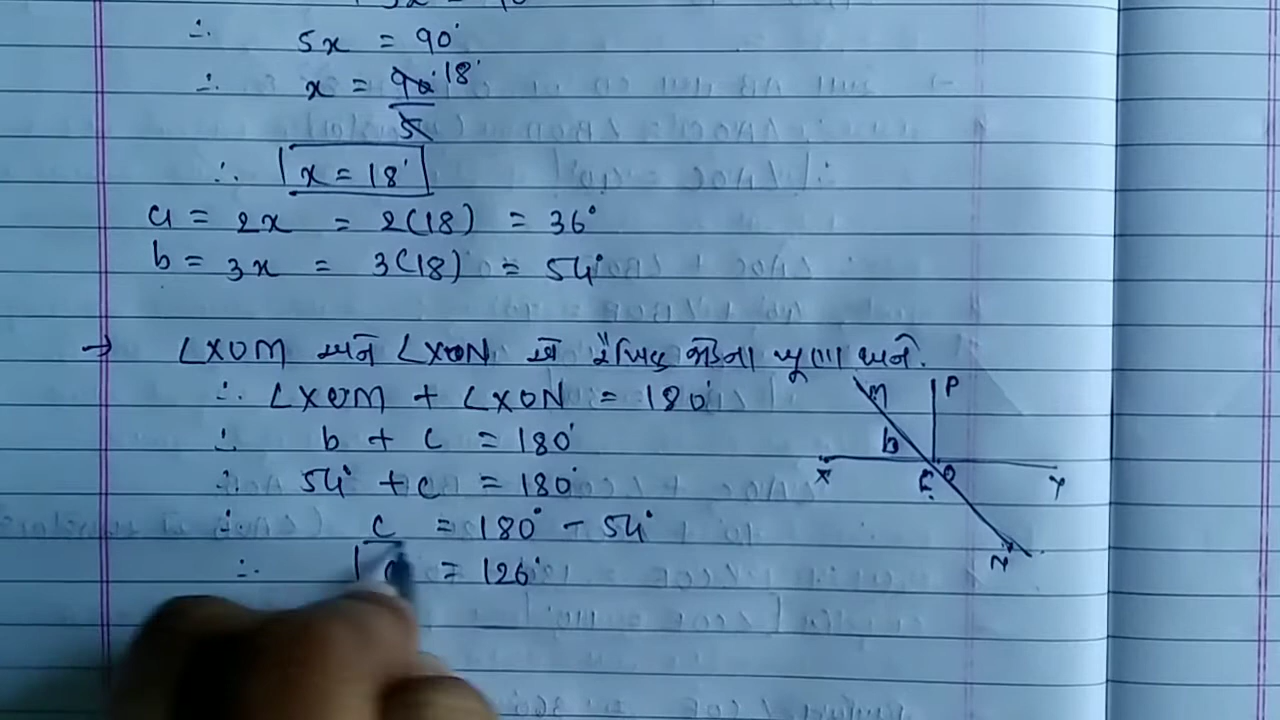 ∴ 5x = 90°
∴ x = 90° 18°
5
∴ x = 18°
a = 2x = 2(18) = 36°
b = 3x = 3(18) = 54°
→ ∠XOM અને ∠XON એ રૈખિક જોડના ખૂણા બને.
∴ ∠XOM + ∠XON = 180°
∴ b + c = 180°
∴ 54° + c = 180°
∴ c = 180° - 54°
∴ c = 126°
M P
b
X c O Y
N